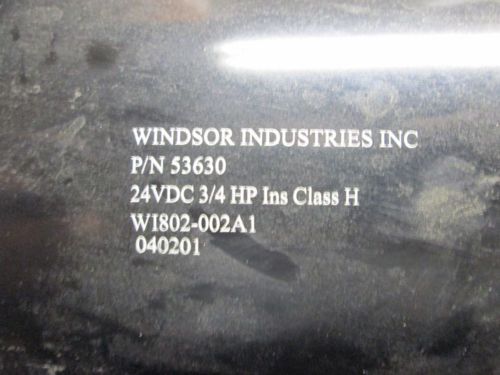 WINDSOR INDUSTRIES INC
P/N 53630
24VDC 3/4 HP Ins Class H
WI802-002A1
040201